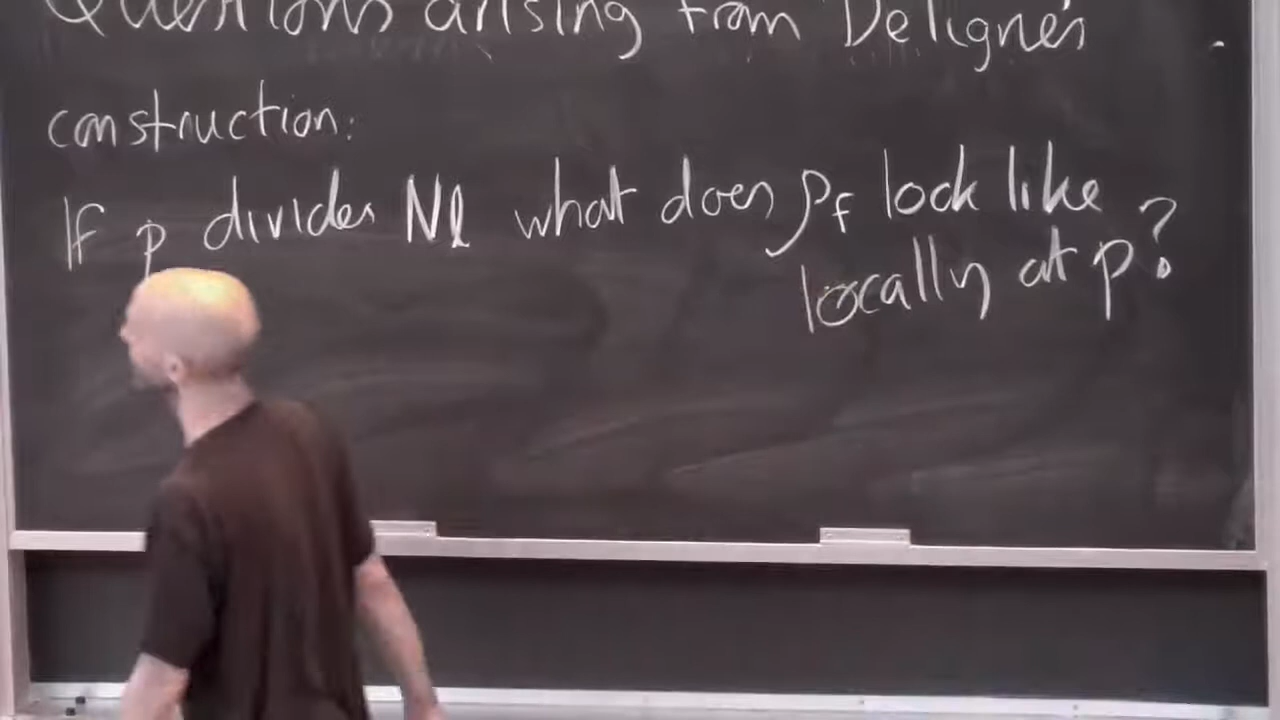 Questions arising from Deligne's
construction:
If p divides Nl what does ρf look like
locally at p?